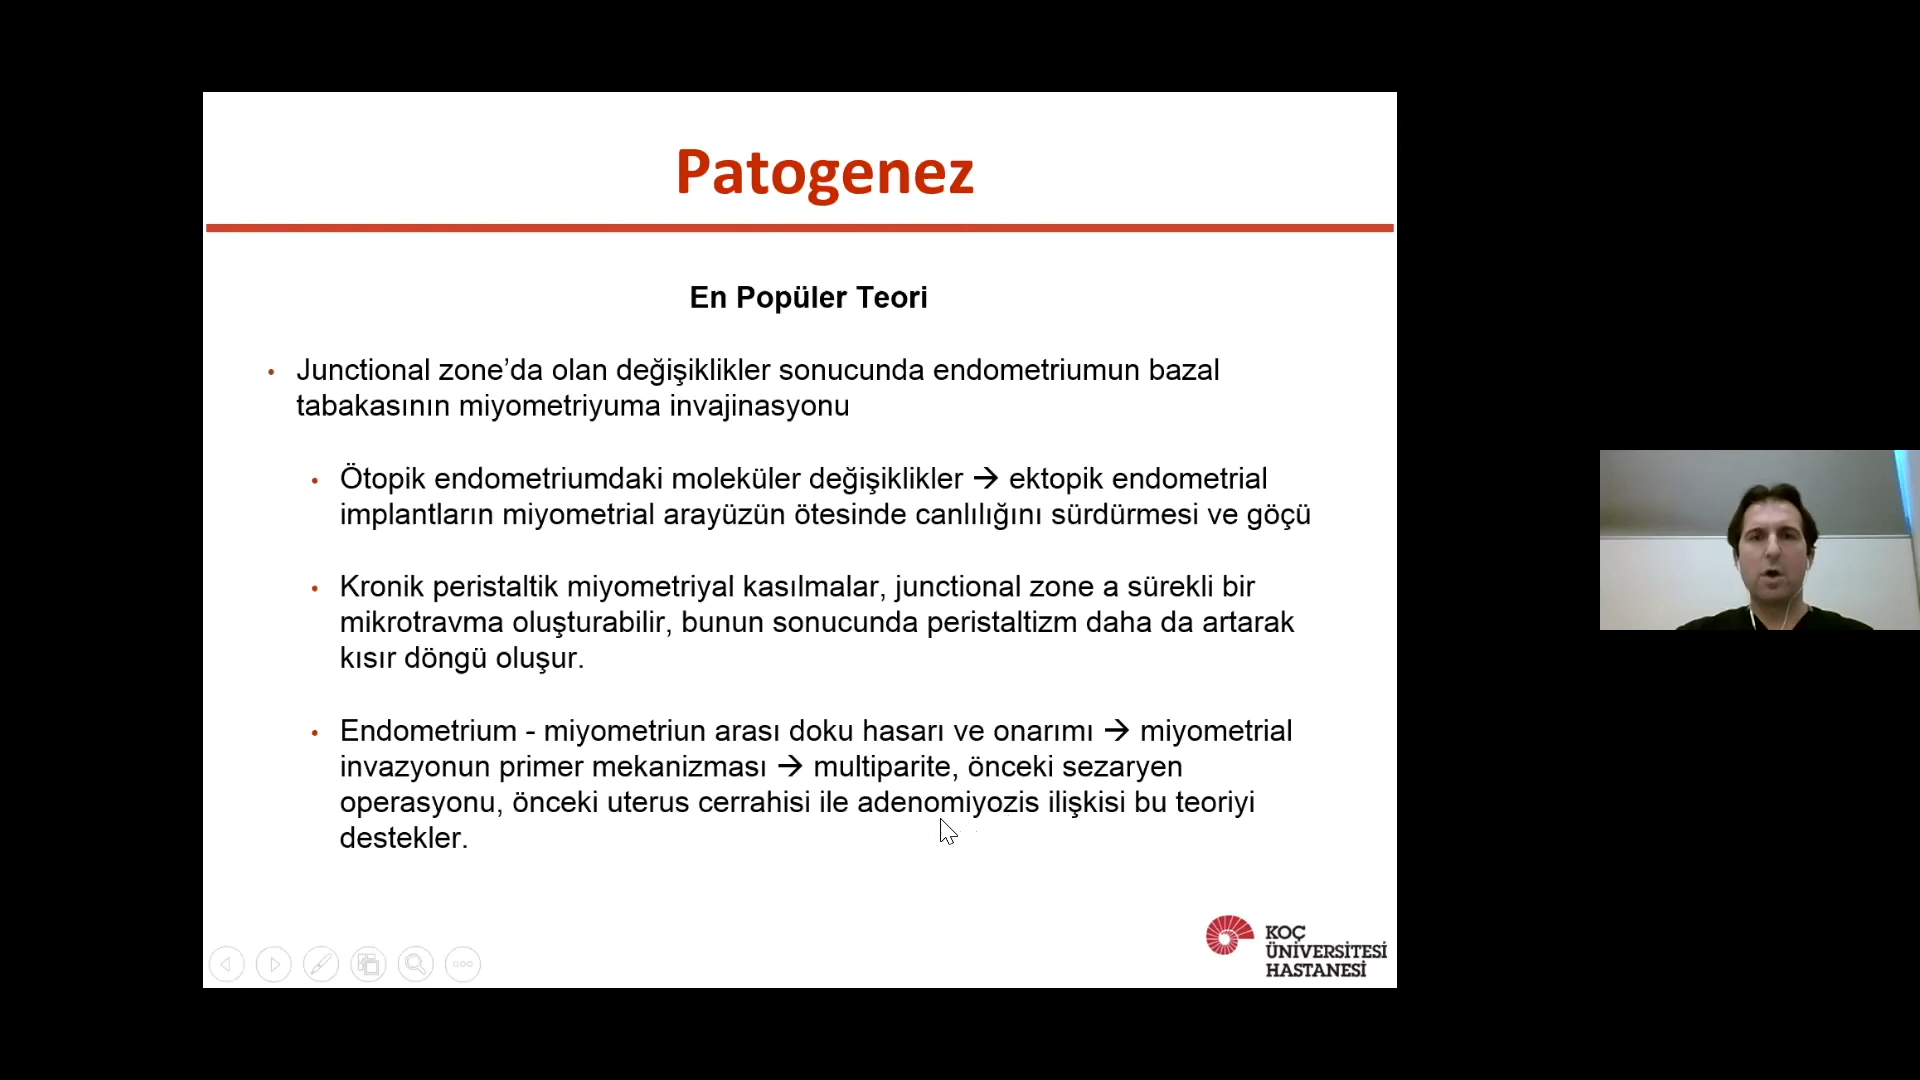 Patogenez
En Popüler Teori
• Junctional zone’da olan değişiklikler sonucunda endometriumun bazal
tabakasının miyometriyuma invajinasyonu
• Ötopik endometriumdaki moleküler değişiklikler → ektopik endometrial
implantların miyometrial arayüzün ötesinde canlılığını sürdürmesi ve göçü
• Kronik peristaltik miyometriyal kasılmalar, junctional zone a sürekli bir
mikrotravma oluşturabilir, bunun sonucunda peristaltizm daha da artarak
kısır döngü oluşur.
• Endometrium - miyometriun arası doku hasarı ve onarımı → miyometrial
invazyonun primer mekanizması → multiparite, önceki sezaryen
operasyonu, önceki uterus cerrahisi ile adenomiyozis ilişkisi bu teoriyi
destekler.
KOÇ
ÜNİVERSİTESİ
HASTANESİ